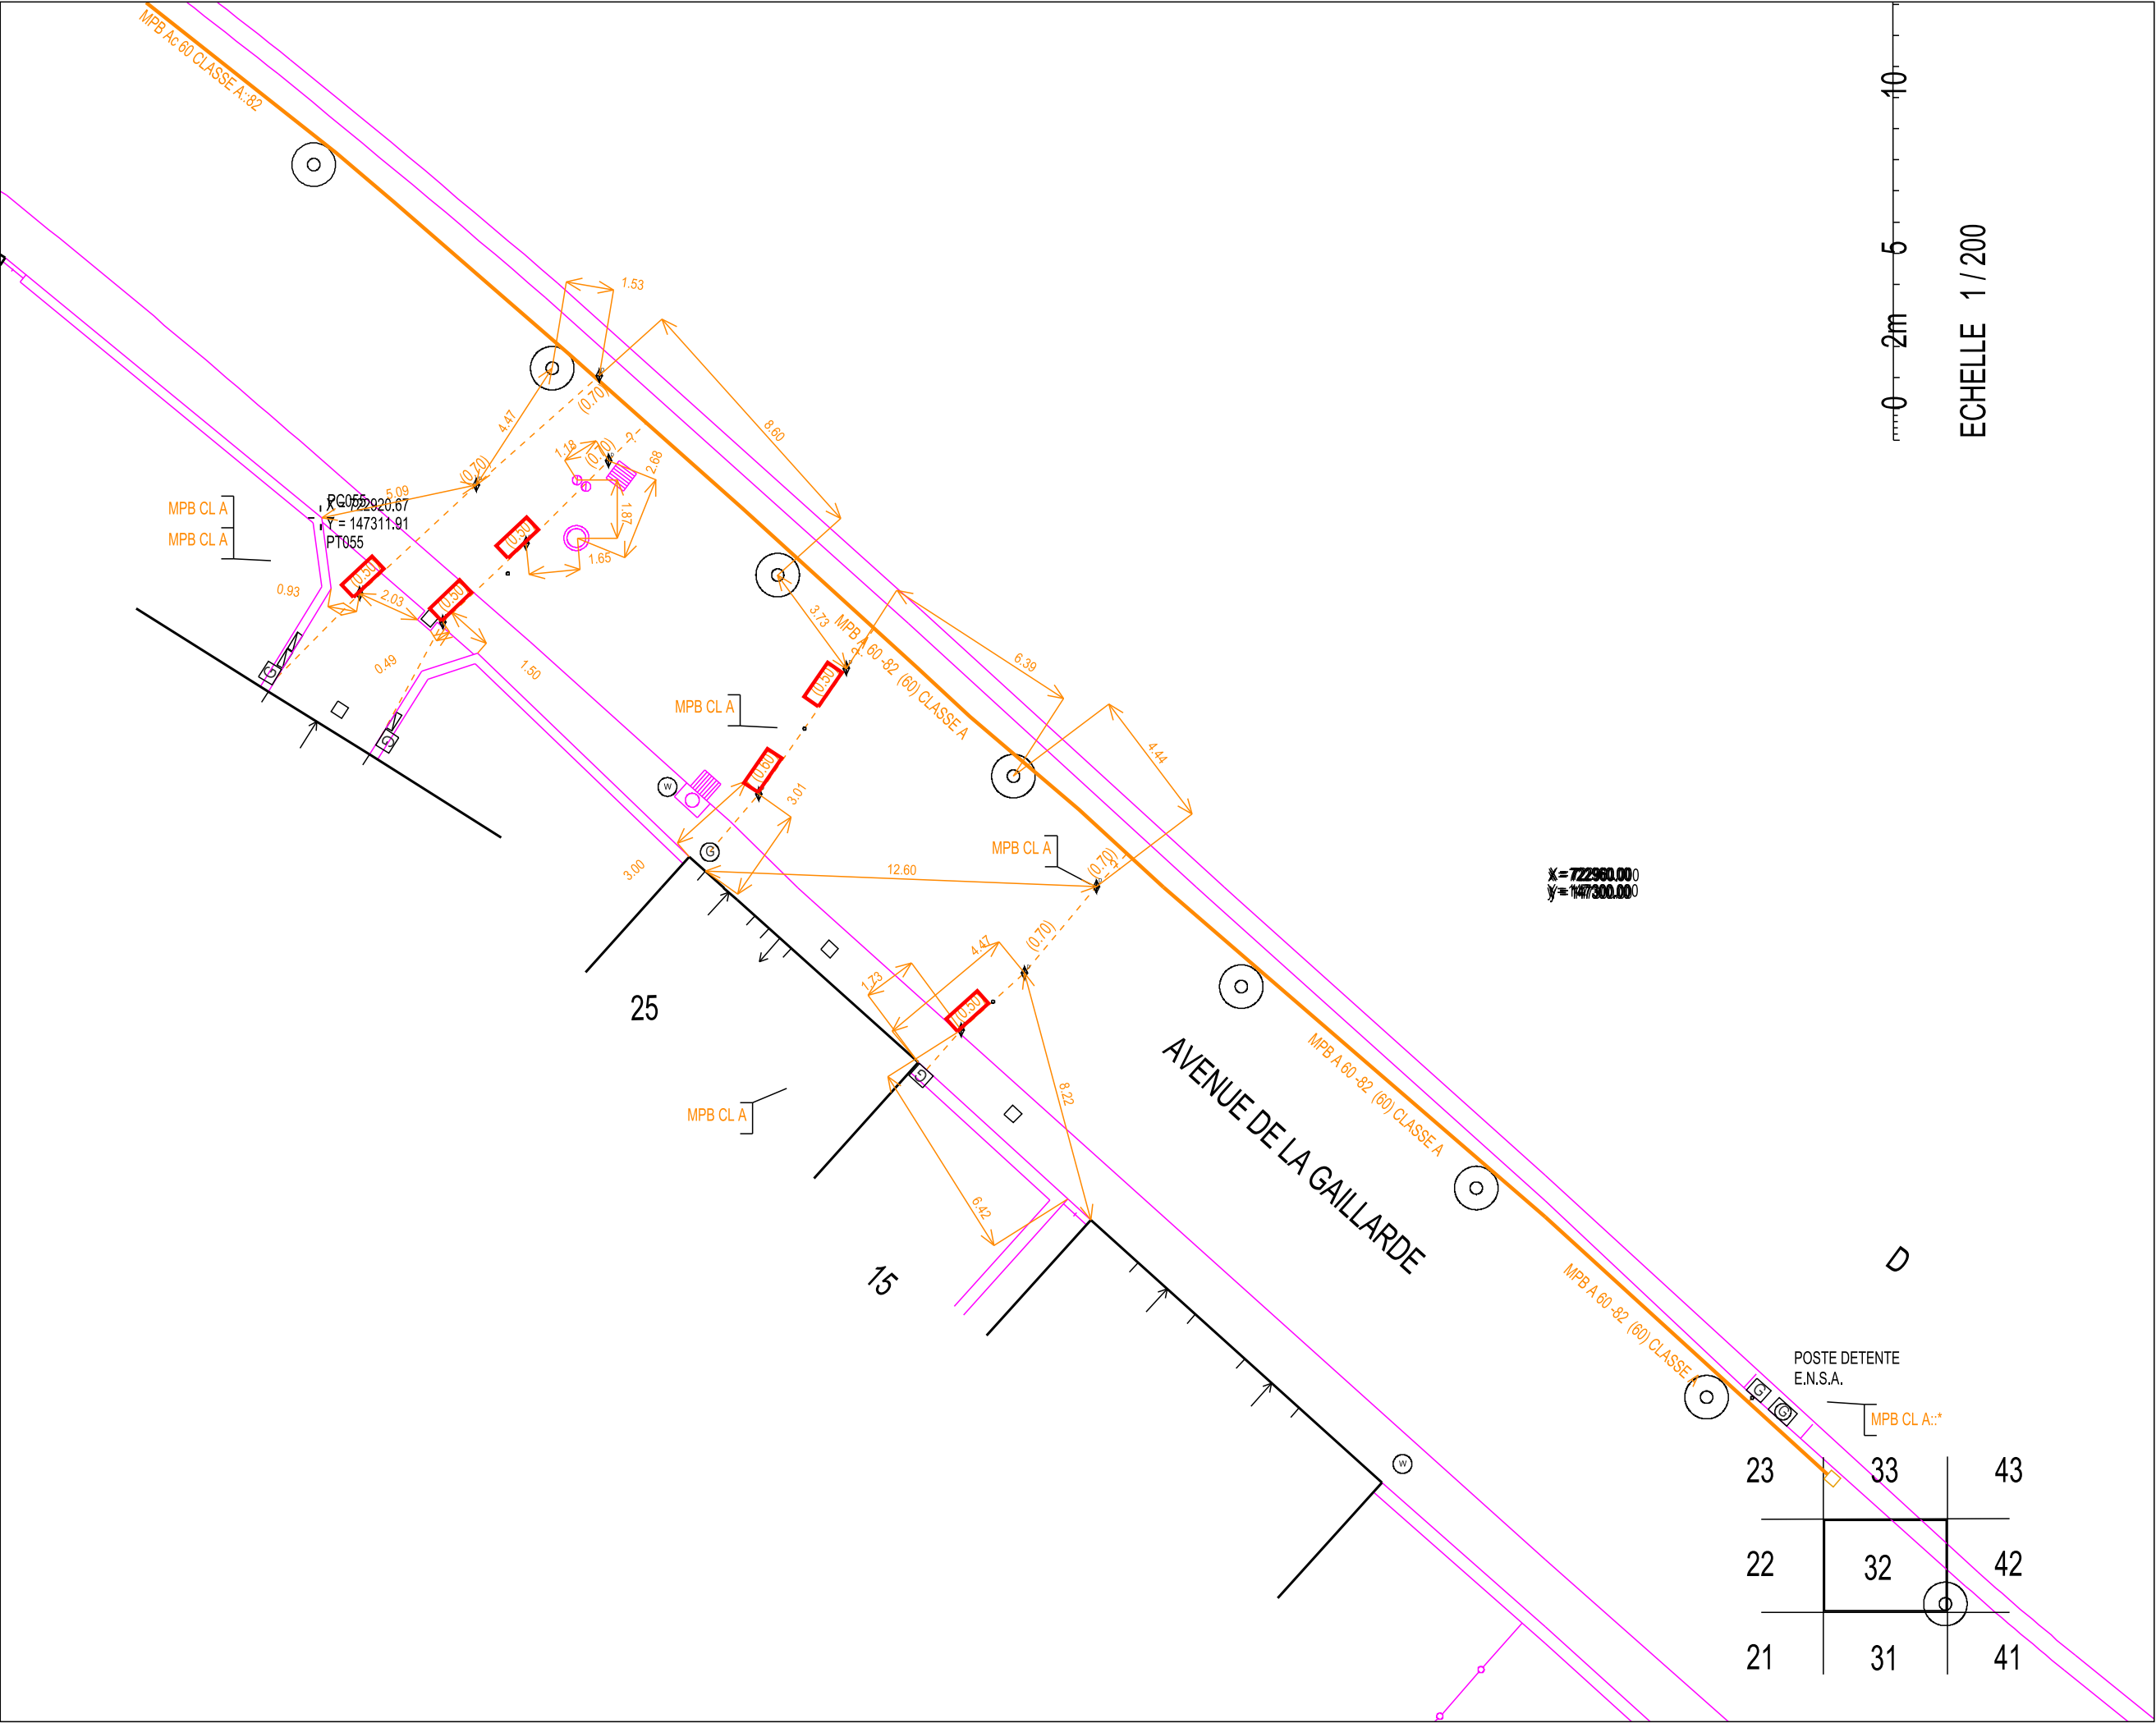 MPB Ac 60 CLASSE A::82
10
5
2m
0
ECHELLE 1 / 200
1.53
4.47
(0.70)
8.60
1.18
(0.70)
?
2.68
1.87
(0.70)
5.09
MPB CL A
MPB CL A
PG055
X = 722920.67
Y = 147311.91
PT055
(0.50)
1.65
(0.50)
(0.50)
0.93
2.03
0.49
1.50
G
G
3.73
MPB A 60 -82 (60) CLASSE A
?
(0.50)
6.39
MPB CL A
(0.60)
3.01
4.44
W
G
3.00
MPB CL A
12.60
(0.70)
?
(0.70)
4.47
1.73
(0.50)
25
8.22
G
MPB CL A
6.42
15
AVENUE DE LA GAILLARDE
MPB A 60 -82 (60) CLASSE A
MPB A 60 -82 (60) CLASSE A
D
POSTE DETENTE
E.N.S.A.
G
G
MPB CL A::*
W
23 33 43
22 32 42
21 31 41